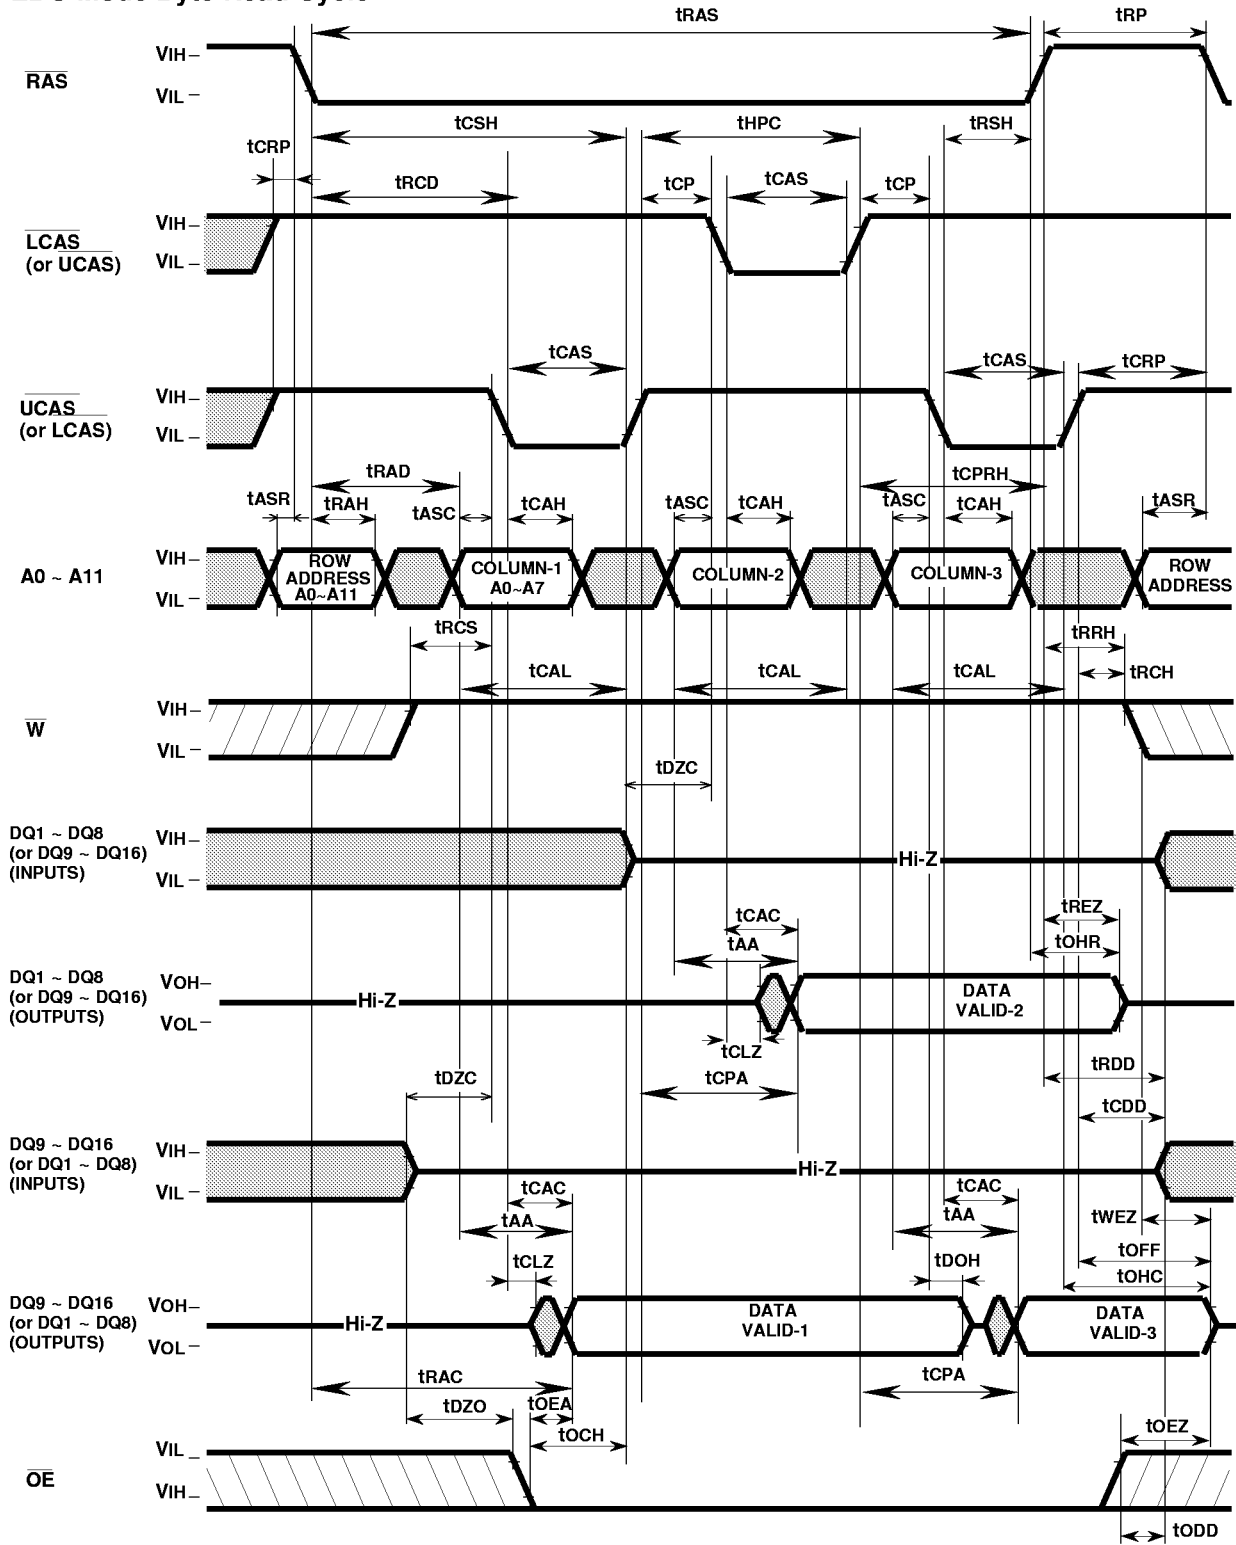 tRAS tRP
VIH
RAS
VIL
tCSH tHPC tRSH
tCRP
tRCD tCP tCAS tCP
VIH
LCAS
(or UCAS)
VIL
tCAS tCAS tCRP
VIH
UCAS
(or LCAS)
VIL
tRAD tCPRH
tASR tRAH tASC tCAH tASC tCAH tASC tCAH tASR
VIH
A0 ~ A11
VIL
ROW
ADDRESS
A0~A11
COLUMN-1
A0~A7
COLUMN-2
COLUMN-3
ROW
ADDRESS
tRCS tRRH
tCAL tCAL tCAL tRCH
VIH
W
VIL
tDZC
DQ1 ~ DQ8
(or DQ9 ~ DQ16)
(INPUTS)
VIH
VIL
Hi-Z
tREZ
tCAC
tAA tOHR
DQ1 ~ DQ8
(or DQ9 ~ DQ16)
(OUTPUTS)
VOH
VOL
Hi-Z
DATA
VALID-2
tCLZ
tRDD
tDZC tCPA
tCDD
DQ9 ~ DQ16
(or DQ1 ~ DQ8)
(INPUTS)
VIH
VIL
Hi-Z
tCAC tCAC
tAA tAA tWEZ
tCLZ tDOH tOFF
tOHC
DQ9 ~ DQ16
(or DQ1 ~ DQ8)
(OUTPUTS)
VOH
VOL
Hi-Z
DATA
VALID-1
DATA
VALID-3
tRAC tCPA
tDZO tOEA
tOCH tOEZ
VIL
OE
VIH
tODD